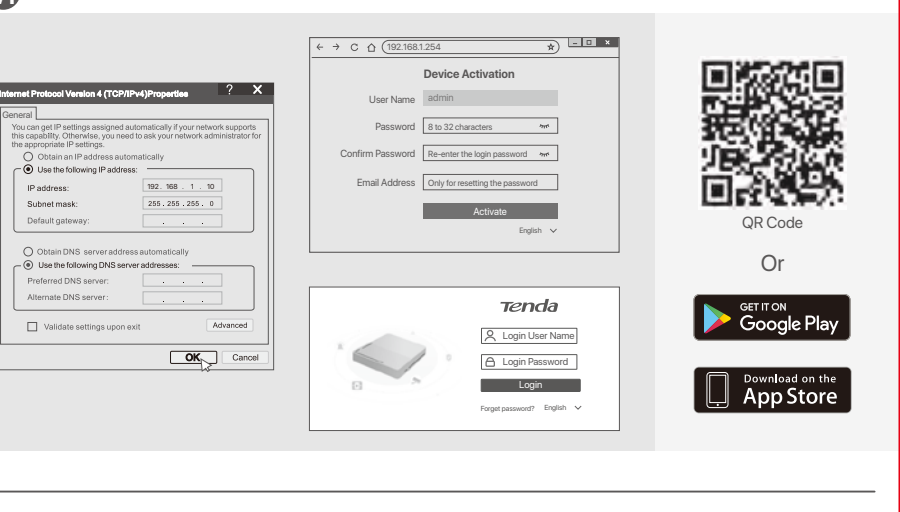 Internet Protocol Version 4 (TCP/IPv4)Properties
?
X
General
You can get IP settings assigned automatically if your network supports
this capability. Otherwise, you need to ask your network administrator for
the appropriate IP settings.
Obtain an IP address automatically
Use the following IP address:
IP address:
192. 168 . 1 . 10
Subnet mask:
255 . 255 . 255 . 0
Default gateway:
. . .
Obtain DNS server address automatically
Use the following DNS server addresses:
Preferred DNS server:
. . .
Alternate DNS server:
. . .
Validate settings upon exit
Advanced
OK
Cancel
192.168.1.254
Device Activation
User Name
admin
Password
8 to 32 characters
Confirm Password
Re-enter the login password
Email Address
Only for resetting the password
Activate
English
Tenda
Login User Name
Login Password
Login
Forget password?
English
QR Code
Or
GET IT ON
Google Play
Download on the
App Store